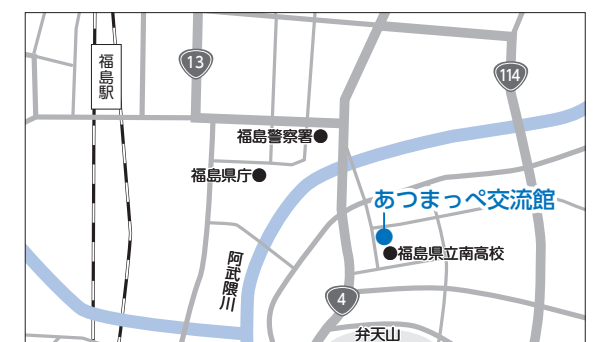 福島駅
13
114
福島警察署
福島県庁
あつまっぺ交流館
福島県立南高校
阿武隈川
4
弁天山